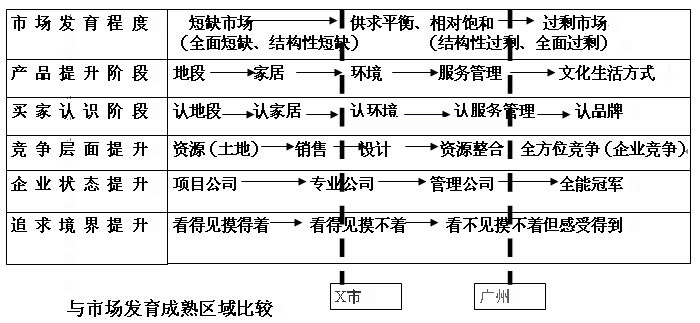 市场发育程度 短缺市场 供求平衡、相对饱和 过剩市场
（全面短缺、结构性短缺） （结构性过剩、全面过剩）
产品提升阶段 地段 家居 环境 服务管理 文化生活方式
买家认识阶段 认地段 认家居 认环境 认服务管理 认品牌
竞争层面提升 资源（土地） 销售 设计 资源整合 全方位竞争（企业竞争）
企业状态提升 项目公司 专业公司 管理公司 全能冠军
追求境界提升 看得见摸得着 看得见摸不着 看不见摸不着但感受得到
X市 广州
与市场发育成熟区域比较